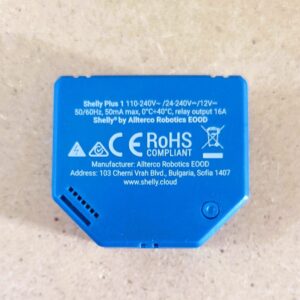 Shelly Plus 1 110-240V~ /24-240V⎓/12V⎓
50/60Hz, 50mA max, 0°C÷40°C, relay output 16A
Shelly® by Allterco Robotics EOOD
CE RoHS
COMPLIANT
Manufacturer: Allterco Robotics EOOD
Address: 103 Cherni Vrah Blvd., Bulgaria, Sofia 1407
www.shelly.cloud